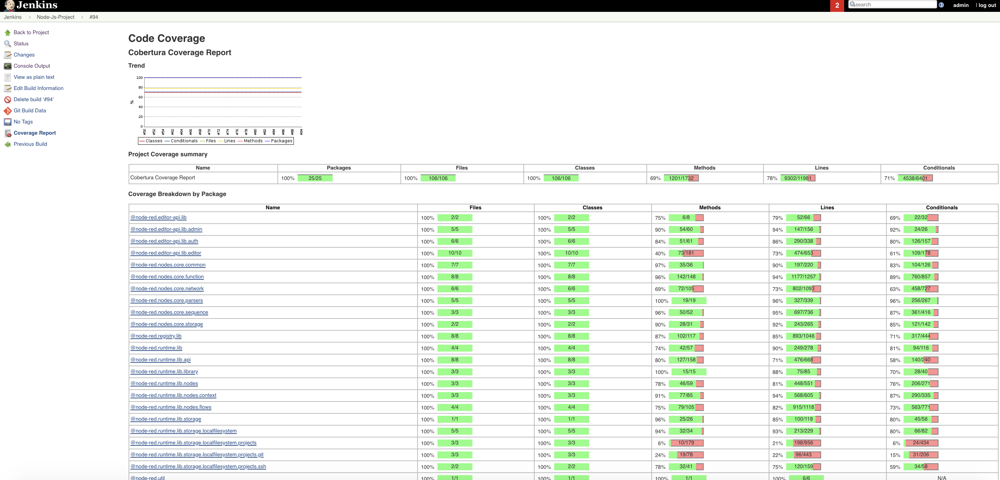 Jenkins
2
search
admin
| log out
Jenkins
Node-Js-Project
#94
Back to Project
Status
Changes
Console Output
View as plain text
Edit Build Information
Delete build ‘#94’
Git Build Data
No Tags
Coverage Report
Previous Build
Code Coverage
Cobertura Coverage Report
Trend
100
80
60
40
20
0
%
#50 #52 #54 #62 #64 #66 #68 #70 #72 #74 #76 #78 #80 #82 #84 #86 #88 #94
Classes Conditionals Files Lines Methods Packages
Project Coverage summary
Name Packages Files Classes Methods Lines Conditionals
Cobertura Coverage Report 100% 25/25 100% 106/106 100% 106/106 69% 1201/1732 78% 9302/11981 71% 4538/6401
Coverage Breakdown by Package
Name Files Classes Methods Lines Conditionals
@node-red.editor-api.lib 100% 2/2 100% 2/2 75% 6/8 79% 52/66 69% 22/32
@node-red.editor-api.lib.admin 100% 5/5 100% 5/5 90% 54/60 94% 147/156 92% 24/26
@node-red.editor-api.lib.auth 100% 6/6 100% 6/6 84% 51/61 86% 290/338 80% 126/157
@node-red.editor-api.lib.editor 100% 10/10 100% 10/10 40% 73/181 73% 474/653 61% 109/178
@node-red.nodes.core.common 100% 7/7 100% 7/7 97% 35/36 90% 197/220 83% 104/126
@node-red.nodes.core.function 100% 8/8 100% 8/8 96% 142/148 94% 1177/1257 89% 760/857
@node-red.nodes.core.network 100% 6/6 100% 6/6 69% 72/105 73% 802/1093 63% 458/727
@node-red.nodes.core.parsers 100% 5/5 100% 5/5 100% 19/19 96% 327/339 96% 256/267
@node-red.nodes.core.sequence 100% 3/3 100% 3/3 96% 50/52 95% 697/736 87% 361/416
@node-red.nodes.core.storage 100% 2/2 100% 2/2 90% 28/31 92% 243/265 85% 121/142
@node-red.registry.lib 100% 8/8 100% 8/8 87% 102/117 85% 893/1046 71% 317/444
@node-red.runtime.lib 100% 4/4 100% 4/4 74% 42/57 90% 249/278 81% 94/116
@node-red.runtime.lib.api 100% 8/8 100% 8/8 80% 127/158 71% 476/668 58% 140/240
@node-red.runtime.lib.library 100% 3/3 100% 3/3 100% 15/15 88% 75/85 70% 28/40
@node-red.runtime.lib.nodes 100% 3/3 100% 3/3 78% 46/59 81% 448/551 76% 206/271
@node-red.runtime.lib.nodes.context 100% 3/3 100% 3/3 91% 77/85 94% 568/605 87% 290/335
@node-red.runtime.lib.nodes.flows 100% 4/4 100% 4/4 75% 79/105 82% 915/1118 73% 563/771
@node-red.runtime.lib.storage 100% 1/1 100% 1/1 96% 25/26 85% 100/118 80% 45/56
@node-red.runtime.lib.storage.localfilesystem 100% 5/5 100% 5/5 94% 32/34 93% 213/229 80% 66/82
@node-red.runtime.lib.storage.localfilesystem.projects 100% 3/3 100% 3/3 6% 10/179 21% 198/956 6% 24/434
@node-red.runtime.lib.storage.localfilesystem.projects.git 100% 3/3 100% 3/3 24% 19/78 22% 96/443 15% 31/206
@node-red.runtime.lib.storage.localfilesystem.projects.ssh 100% 2/2 100% 2/2 78% 32/41 75% 120/159 59% 34/58
@node-red.util 100% 1/1 100% 1/1 100% 1/1 100% 6/6 N/A